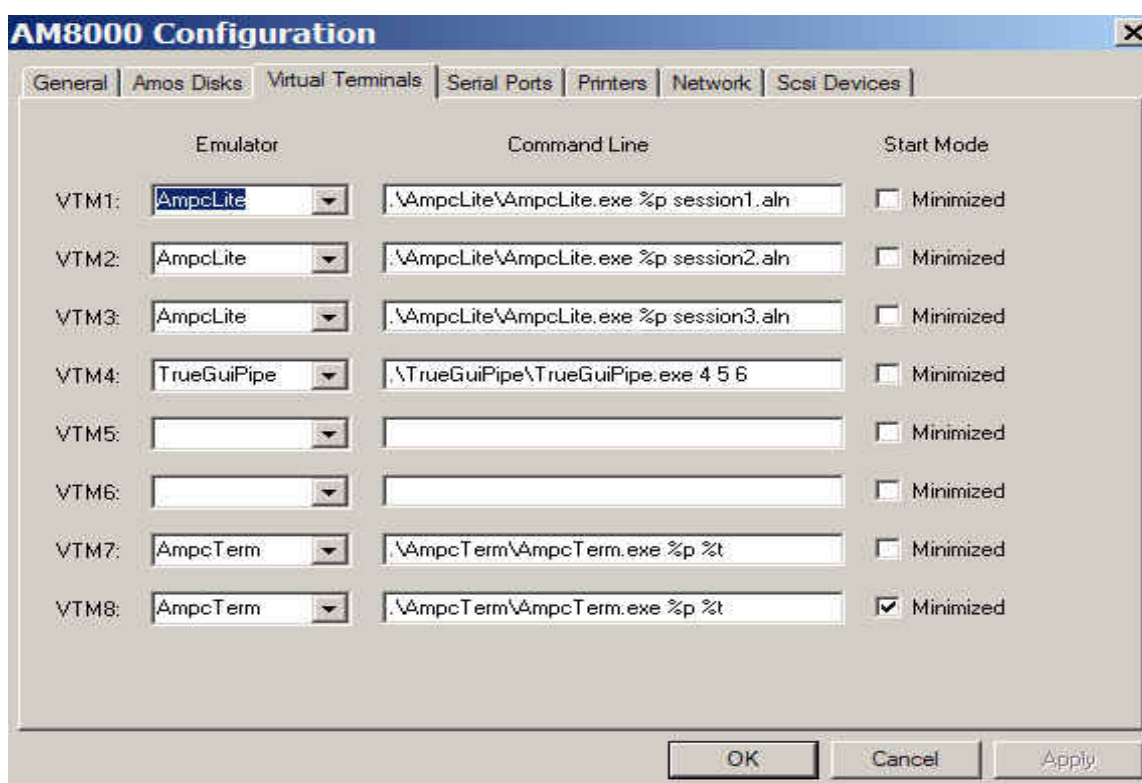 AM8000 Configuration
General Amos Disks Virtual Terminals Serial Ports Printers Network Scsi Devices
Emulator Command Line Start Mode
VTM1: AmpcLite .\AmpcLite\AmpcLite.exe %p session1.aln Minimized
VTM2: AmpcLite .\AmpcLite\AmpcLite.exe %p session2.aln Minimized
VTM3: AmpcLite .\AmpcLite\AmpcLite.exe %p session3.aln Minimized
VTM4: TrueGuiPipe .\TrueGuiPipe\TrueGuiPipe.exe 4 5 6 Minimized
VTM5: Minimized
VTM6: Minimized
VTM7: AmpcTerm .\AmpcTerm\AmpcTerm.exe %p %t Minimized
VTM8: AmpcTerm .\AmpcTerm\AmpcTerm.exe %p %t Minimized
OK Cancel Apply